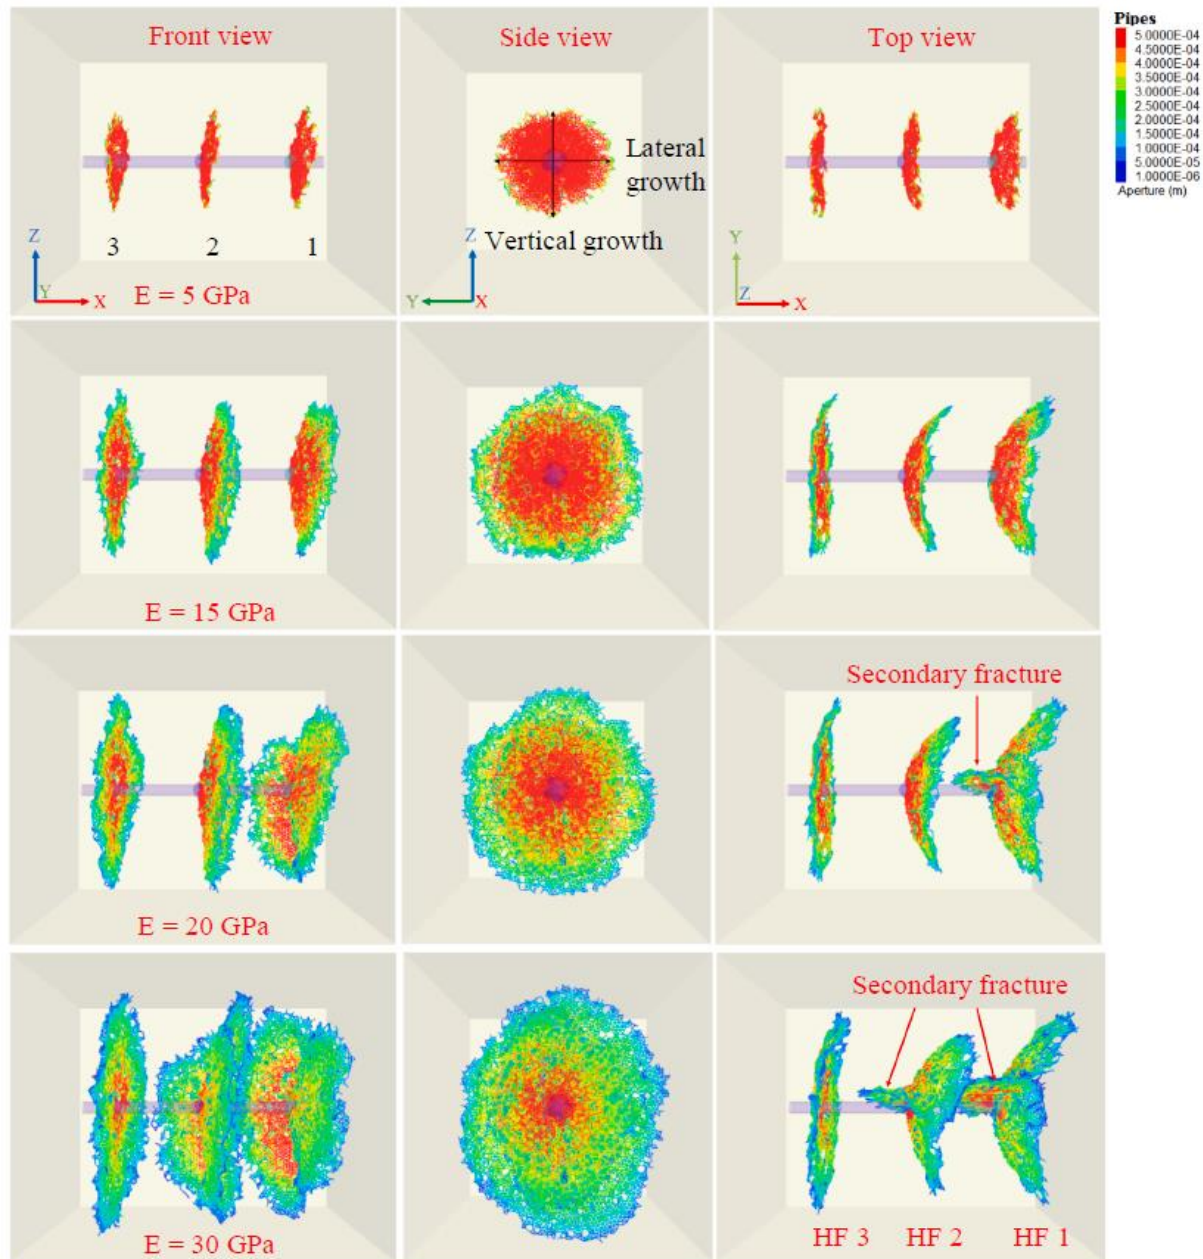 Front view
Side view
Top view
Pipes
5.0000E-04
4.5000E-04
4.0000E-04
3.5000E-04
3.0000E-04
2.5000E-04
2.0000E-04
1.5000E-04
1.0000E-04
5.0000E-05
1.0000E-06
Aperture (m)
Lateral
growth
Vertical growth
3 2 1
Z
Y
X
E = 5 GPa
Z
Y
X
Y
Z
X
E = 15 GPa
Secondary fracture
E = 20 GPa
Secondary fracture
E = 30 GPa
HF 3 HF 2 HF 1